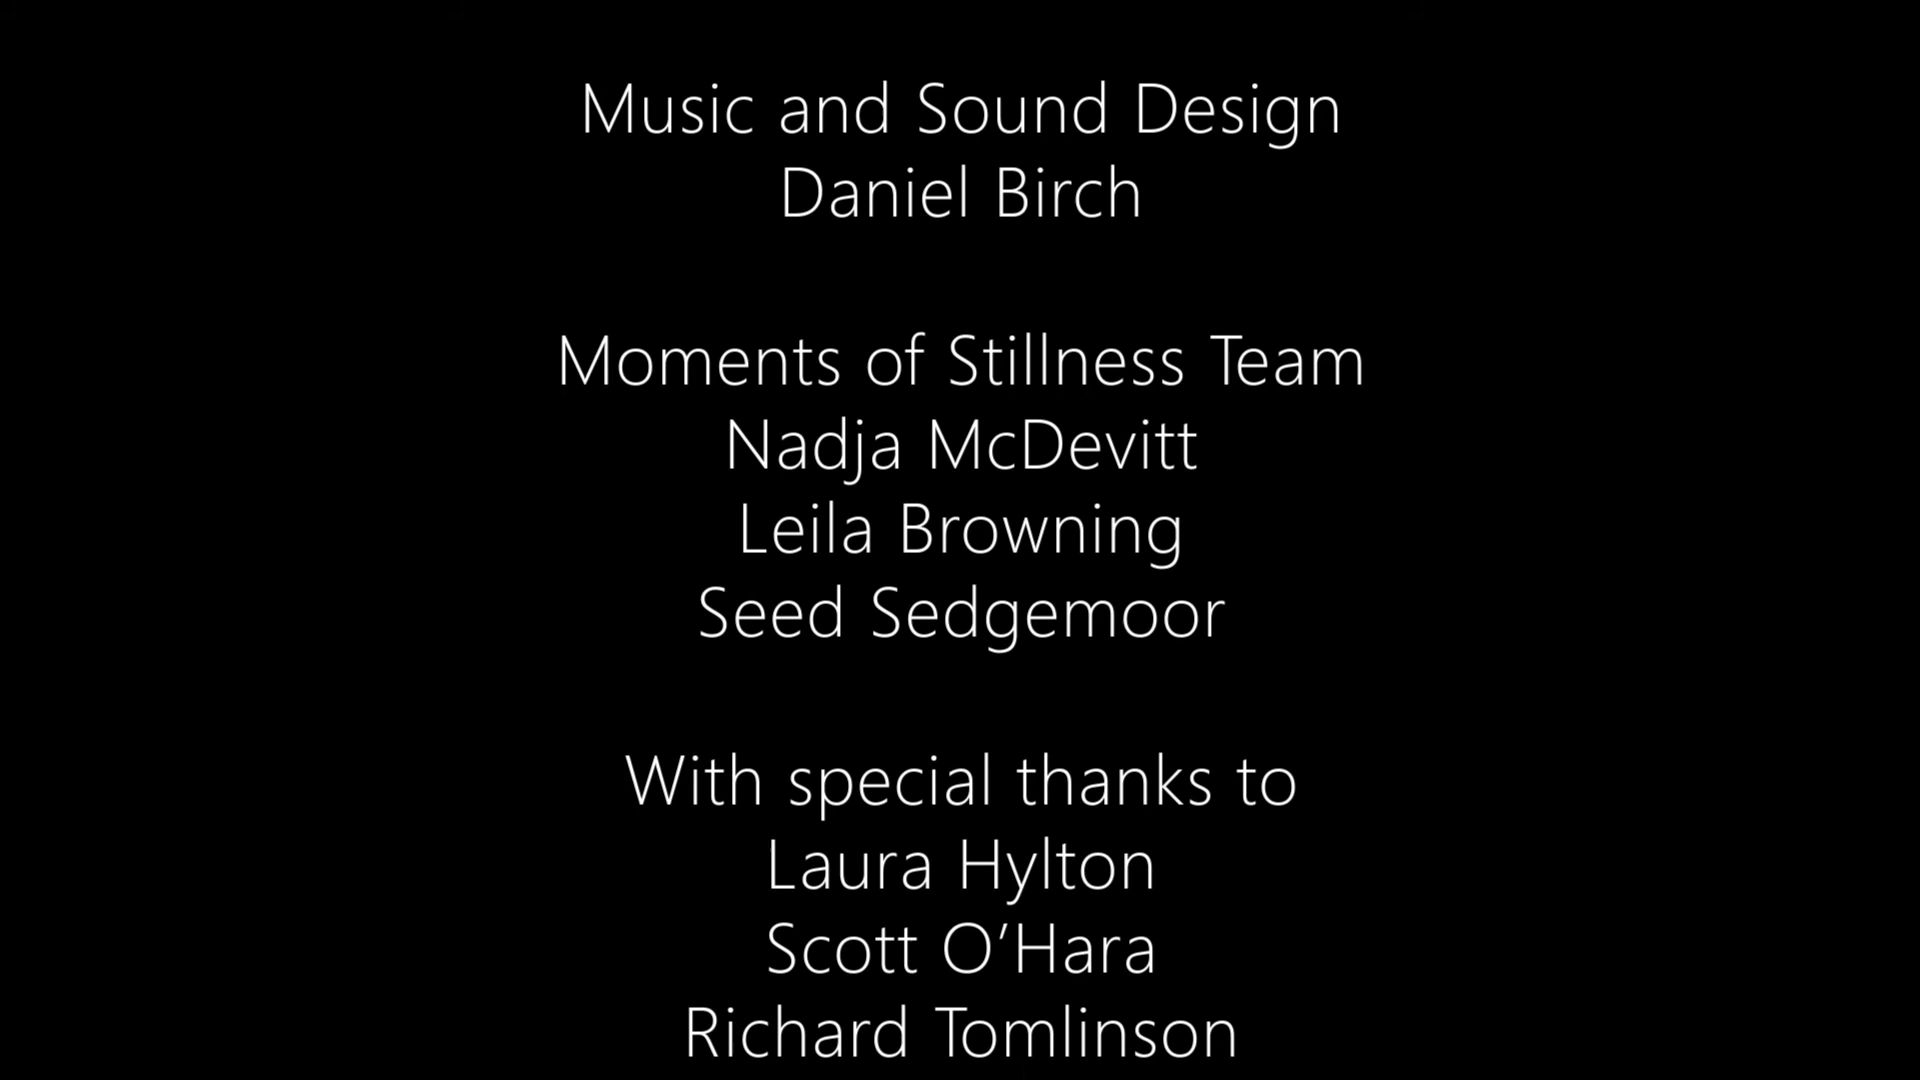 Music and Sound Design
Daniel Birch
Moments of Stillness Team
Nadja McDevitt
Leila Browning
Seed Sedgemoor
With special thanks to
Laura Hylton
Scott O’Hara
Richard Tomlinson